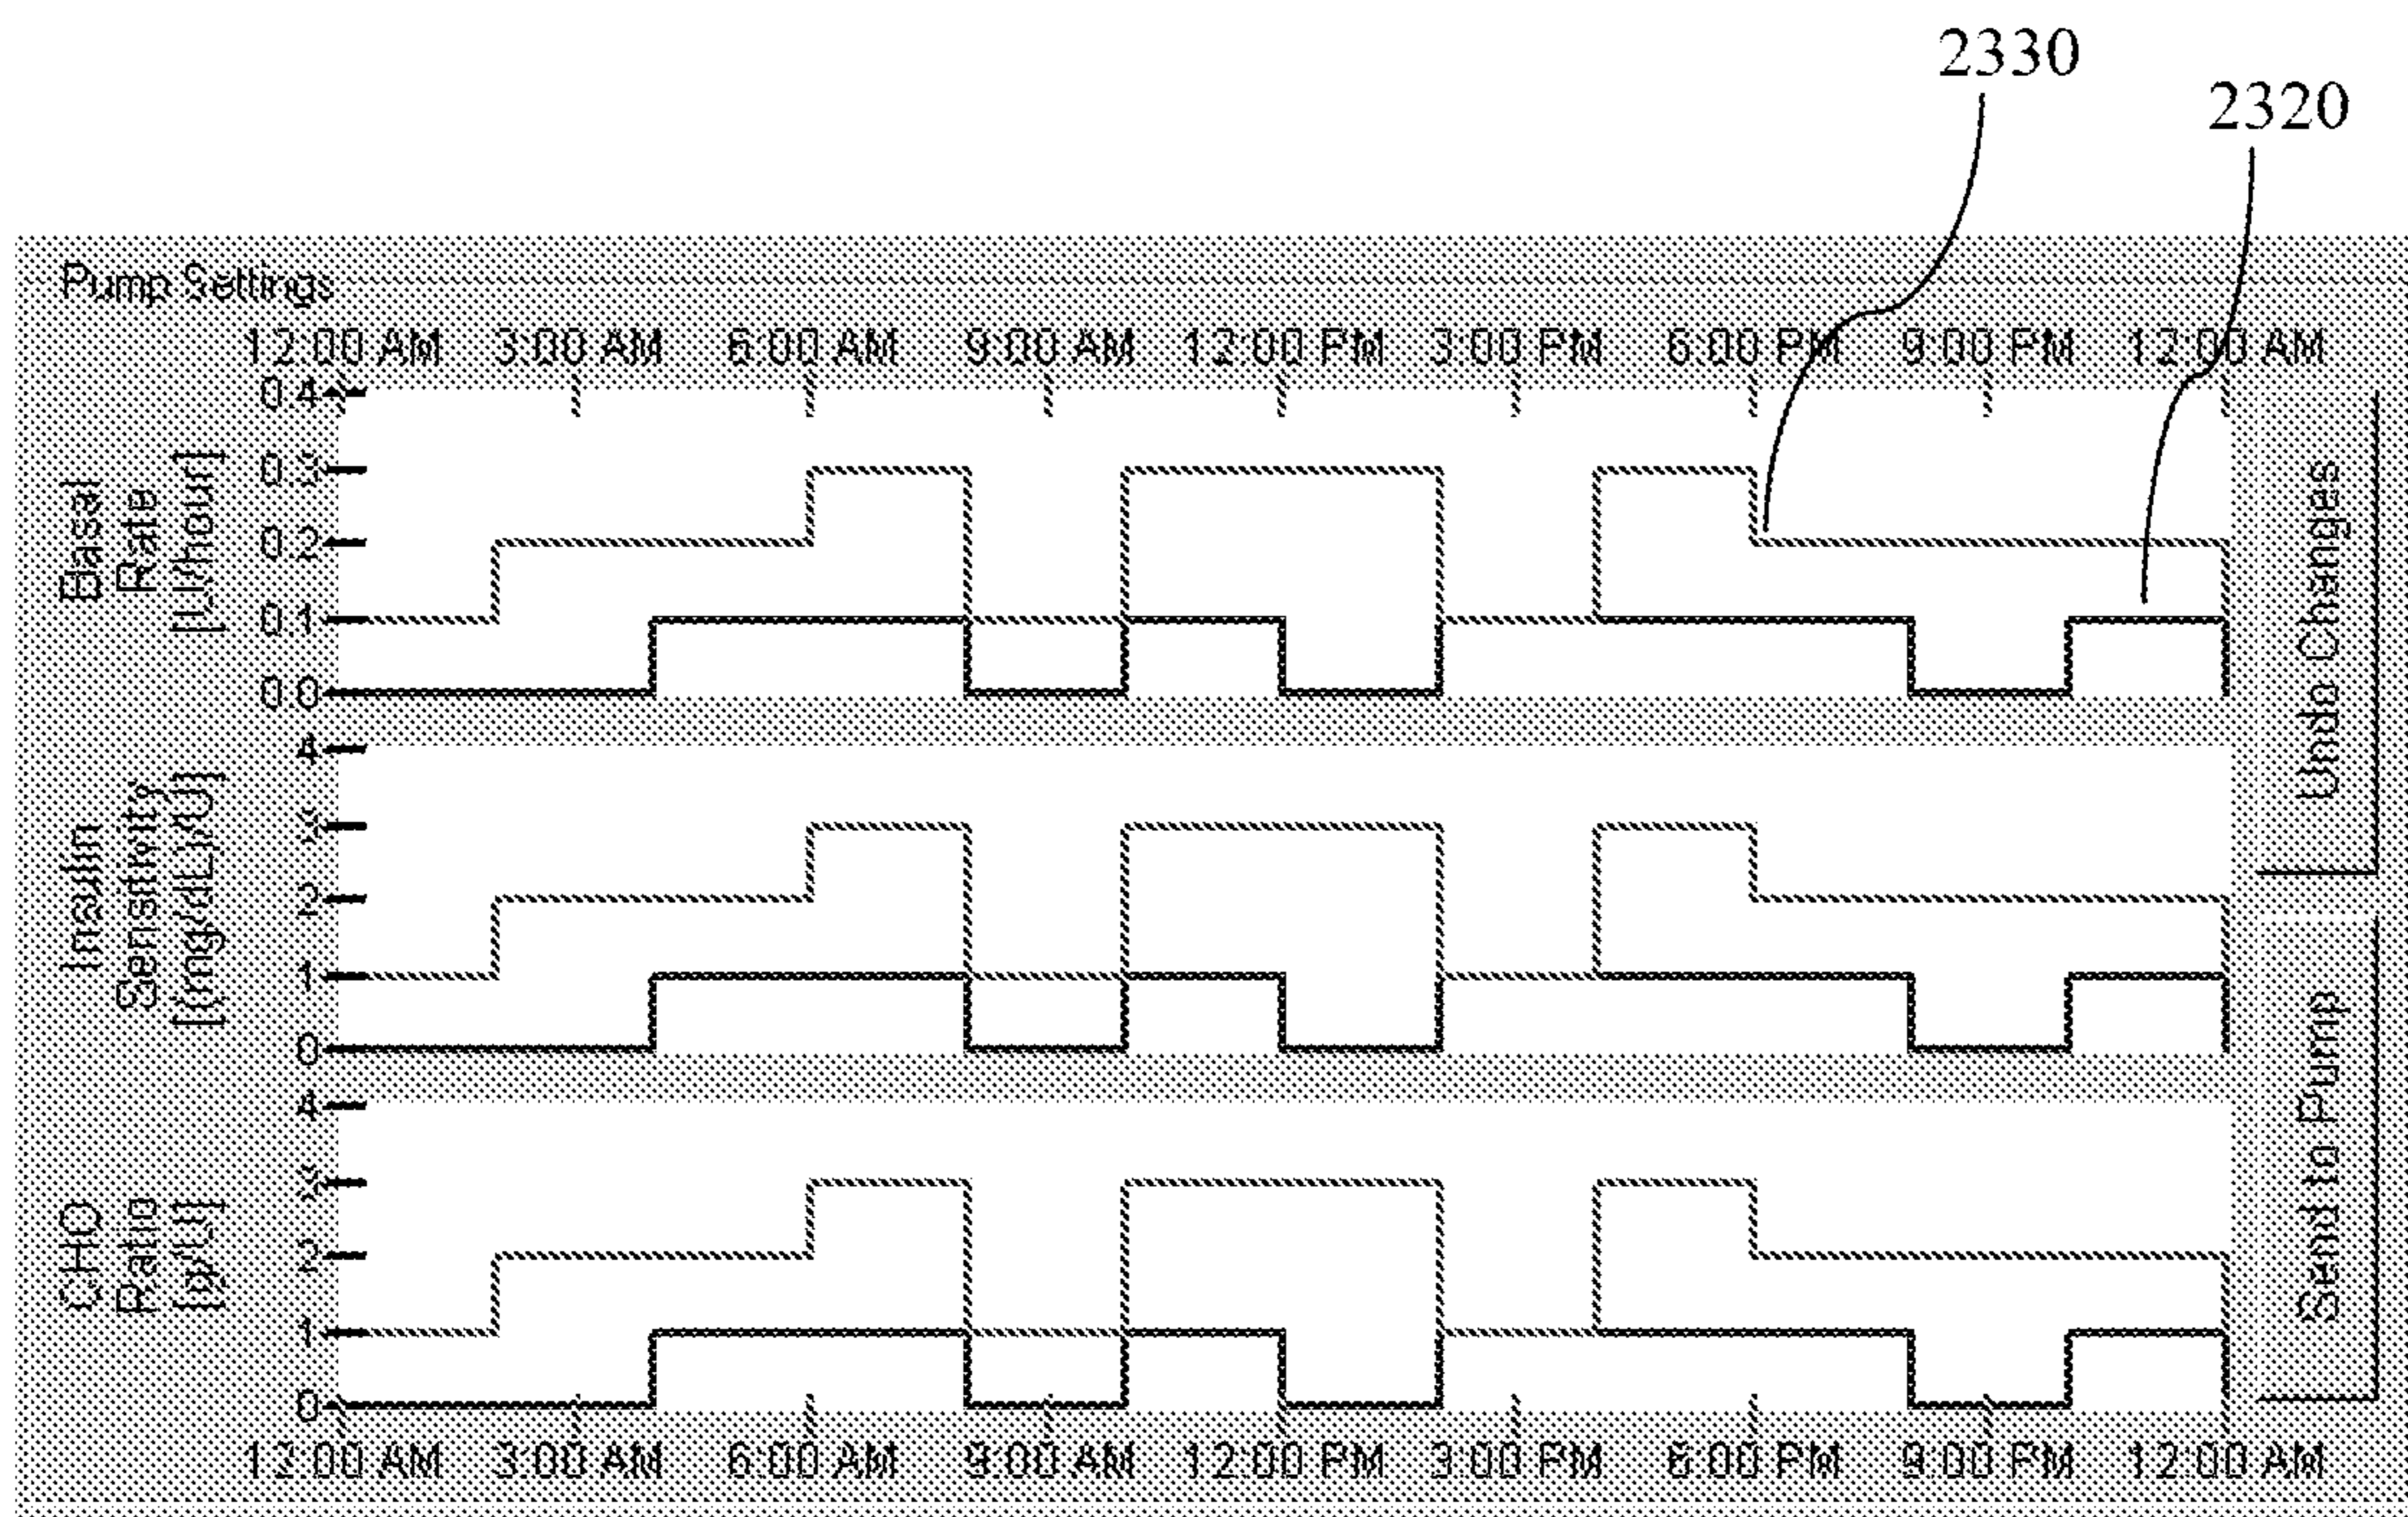 2330
2320
Pump Settings
12:00 AM 3:00 AM 6:00 AM 9:00 AM 12:00 PM 3:00 PM 6:00 PM 9:00 PM 12:00 AM
Basal
Rate
[U/hour]
0.4
0.3
0.2
0.1
0.0
Insulin
Sensitivity
[(mg/dL)/U]
4
3
2
1
0
CHO
Ratio
[g/U]
4
3
2
1
0
Undo Changes
Send to Pump
12:00 AM 3:00 AM 6:00 AM 9:00 AM 12:00 PM 3:00 PM 6:00 PM 9:00 PM 12:00 AM